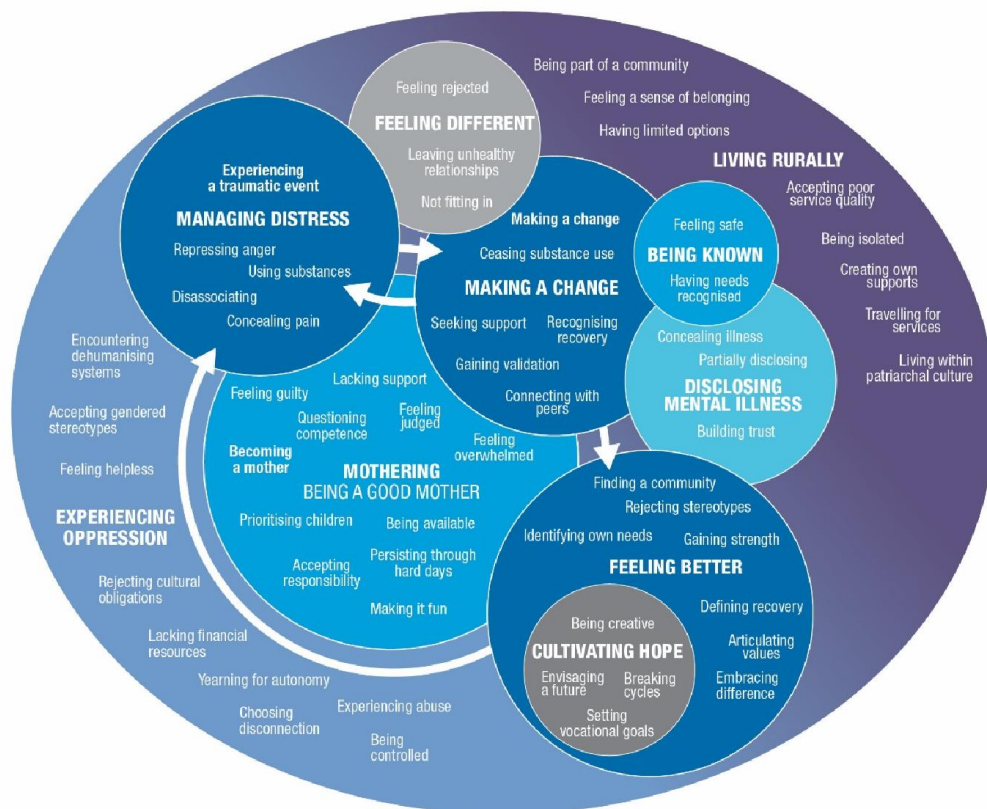 Being part of a community
Feeling a sense of belonging
Having limited options
LIVING RURALLY
Accepting poor
service quality
Being isolated
Creating own
supports
Travelling for
services
Living within
patriarchal culture
Feeling rejected
FEELING DIFFERENT
Leaving unhealthy
relationships
Not fitting in
Experiencing
a traumatic event
MANAGING DISTRESS
Repressing anger
Using substances
Disassociating
Concealing pain
Making a change
Ceasing substance use
MAKING A CHANGE
Seeking support
Recognising
recovery
Gaining validation
Connecting with
peers
Feeling safe
BEING KNOWN
Having needs
recognised
Concealing illness
Partially disclosing
DISCLOSING
MENTAL ILLNESS
Building trust
Encountering
dehumanising
systems
Accepting gendered
stereotypes
Feeling helpless
EXPERIENCING
OPPRESSION
Rejecting cultural
obligations
Lacking financial
resources
Yearning for autonomy
Choosing
disconnection
Experiencing abuse
Being
controlled
Lacking support
Feeling guilty
Questioning
competence
Feeling
judged
Feeling
overwhelmed
Becoming
a mother
MOTHERING
BEING A GOOD MOTHER
Prioritising children
Being available
Accepting
responsibility
Persisting through
hard days
Making it fun
Finding a community
Rejecting stereotypes
Identifying own needs
Gaining strength
FEELING BETTER
Defining recovery
Articulating
values
Embracing
difference
Being creative
CULTIVATING HOPE
Envisaging
a future
Breaking
cycles
Setting
vocational goals